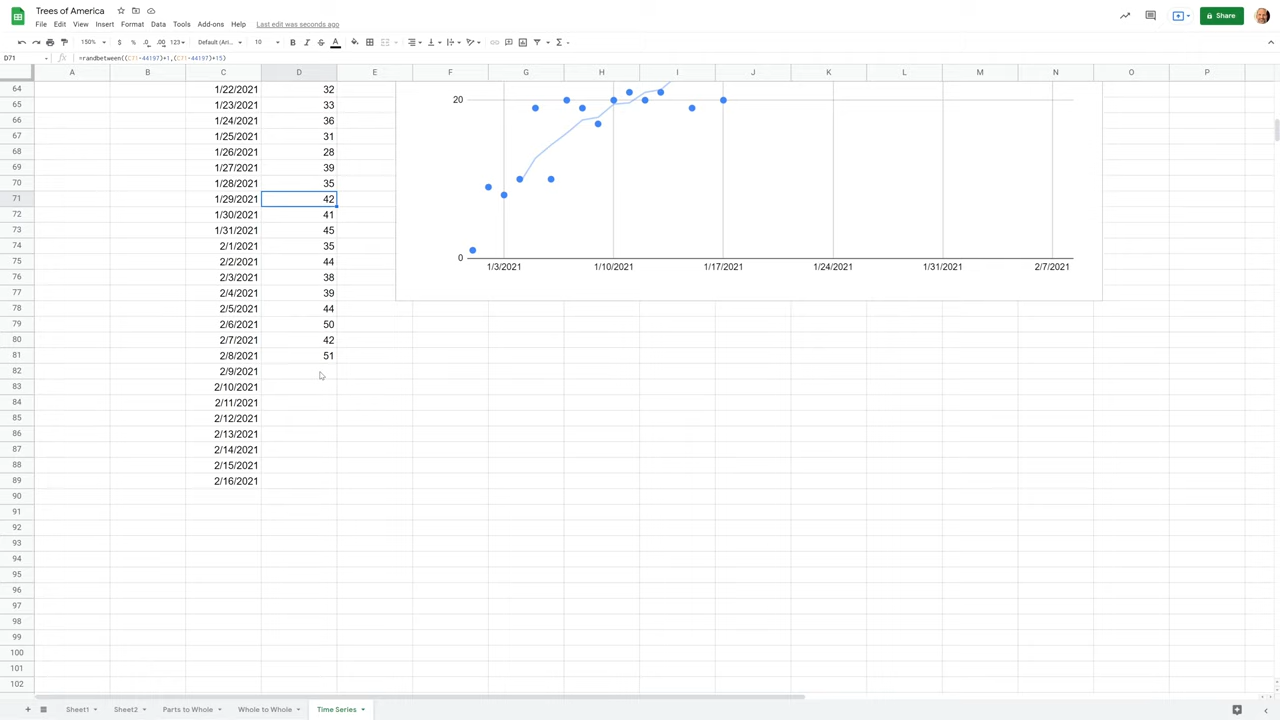 Trees of America
File Edit View Insert Format Data Tools Add-ons Help Last edit was seconds ago
Share
150% $ % .0 .00 123 Default (Ari... 10 B I S A
D71 fx =randbetween((C71-44197)+1,(C71-44197)+15)
A B C D E F G H I J K L M N O P
64 1/22/2021 32
65 1/23/2021 33
66 1/24/2021 36
67 1/25/2021 31
68 1/26/2021 28
69 1/27/2021 39
70 1/28/2021 35
71 1/29/2021 42
72 1/30/2021 41
73 1/31/2021 45
74 2/1/2021 35
75 2/2/2021 44
76 2/3/2021 38
77 2/4/2021 39
78 2/5/2021 44
79 2/6/2021 50
80 2/7/2021 42
81 2/8/2021 51
82 2/9/2021
83 2/10/2021
84 2/11/2021
85 2/12/2021
86 2/13/2021
87 2/14/2021
88 2/15/2021
89 2/16/2021
90
91
92
93
94
95
96
97
98
99
100
101
102
20
0
1/3/2021 1/10/2021 1/17/2021 1/24/2021 1/31/2021 2/7/2021
Sheet1 Sheet2 Parts to Whole Whole to Whole Time Series